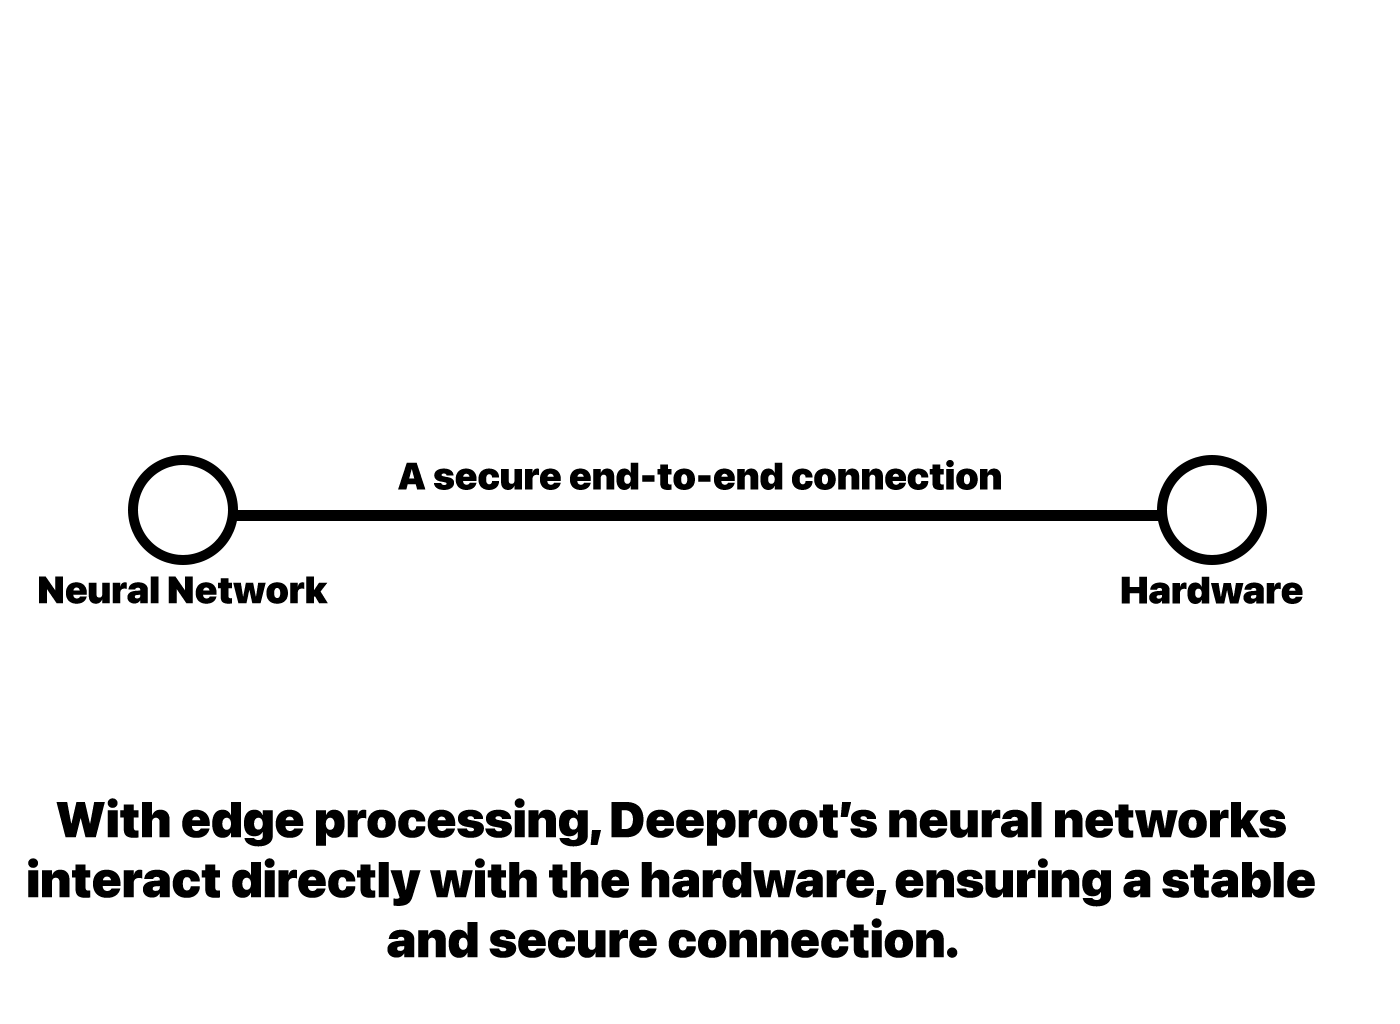 A secure end-to-end connection
Neural Network
Hardware
With edge processing, Deeproot’s neural networks
interact directly with the hardware, ensuring a stable
and secure connection.